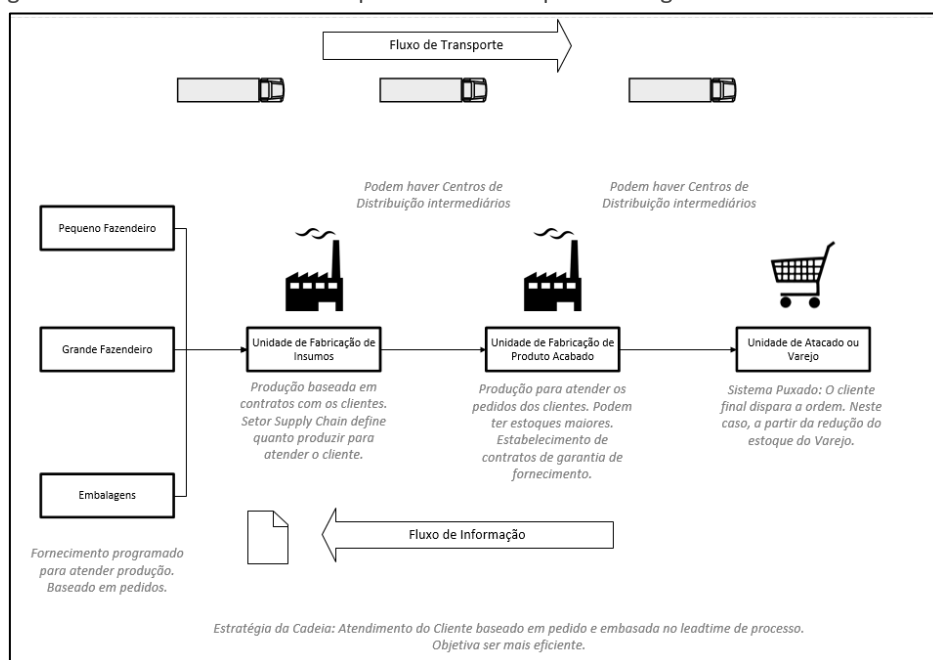 Fluxo de Transporte
Podem haver Centros de
Distribuição intermediários
Podem haver Centros de
Distribuição intermediários
Pequeno Fazendeiro
Grande Fazendeiro
Embalagens
Fornecimento programado
para atender produção.
Baseado em pedidos.
Unidade de Fabricação de
Insumos
Produção baseada em
contratos com os clientes.
Setor Supply Chain define
quanto produzir para
atender o cliente.
Unidade de Fabricação de
Produto Acabado
Produção para atender os
pedidos dos clientes. Podem
ter estoques maiores.
Estabelecimento de
contratos de garantia de
fornecimento.
Unidade de Atacado ou
Varejo
Sistema Puxado: O cliente
final dispara a ordem. Neste
caso, a partir da redução do
estoque do Varejo.
Fluxo de Informação
Estratégia da Cadeia: Atendimento do Cliente baseado em pedido e embasada no leadtime de processo.
Objetiva ser mais eficiente.